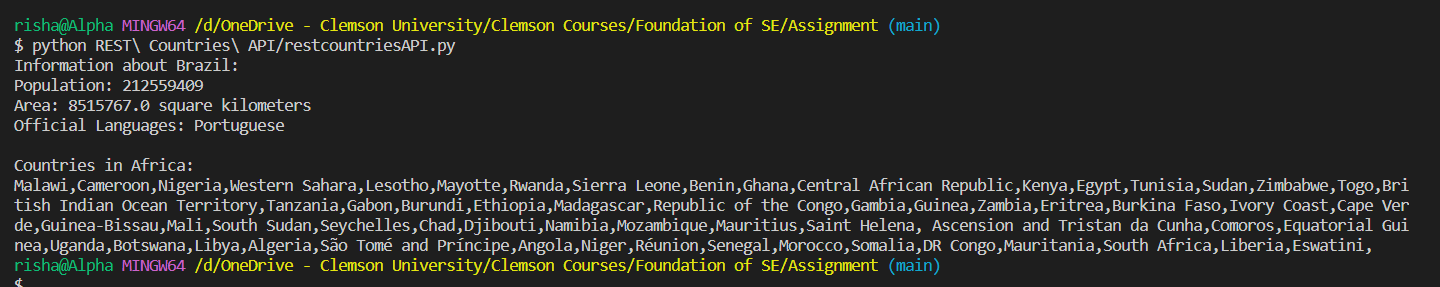 risha@Alpha MINGW64 /d/OneDrive - Clemson University/Clemson Courses/Foundation of SE/Assignment (main)
$ python REST\ Countries\ API/restcountriesAPI.py
Information about Brazil:
Population: 212559409
Area: 8515767.0 square kilometers
Official Languages: Portuguese

Countries in Africa:
Malawi,Cameroon,Nigeria,Western Sahara,Lesotho,Mayotte,Rwanda,Sierra Leone,Benin,Ghana,Central African Republic,Kenya,Egypt,Tunisia,Sudan,Zimbabwe,Togo,Bri
tish Indian Ocean Territory,Tanzania,Gabon,Burundi,Ethiopia,Madagascar,Republic of the Congo,Gambia,Guinea,Zambia,Eritrea,Burkina Faso,Ivory Coast,Cape Ver
de,Guinea-Bissau,Mali,South Sudan,Seychelles,Chad,Djibouti,Namibia,Mozambique,Mauritius,Saint Helena, Ascension and Tristan da Cunha,Comoros,Equatorial Gui
nea,Uganda,Botswana,Libya,Algeria,São Tomé and Príncipe,Angola,Niger,Réunion,Senegal,Morocco,Somalia,DR Congo,Mauritania,South Africa,Liberia,Eswatini,
risha@Alpha MINGW64 /d/OneDrive - Clemson University/Clemson Courses/Foundation of SE/Assignment (main)
$